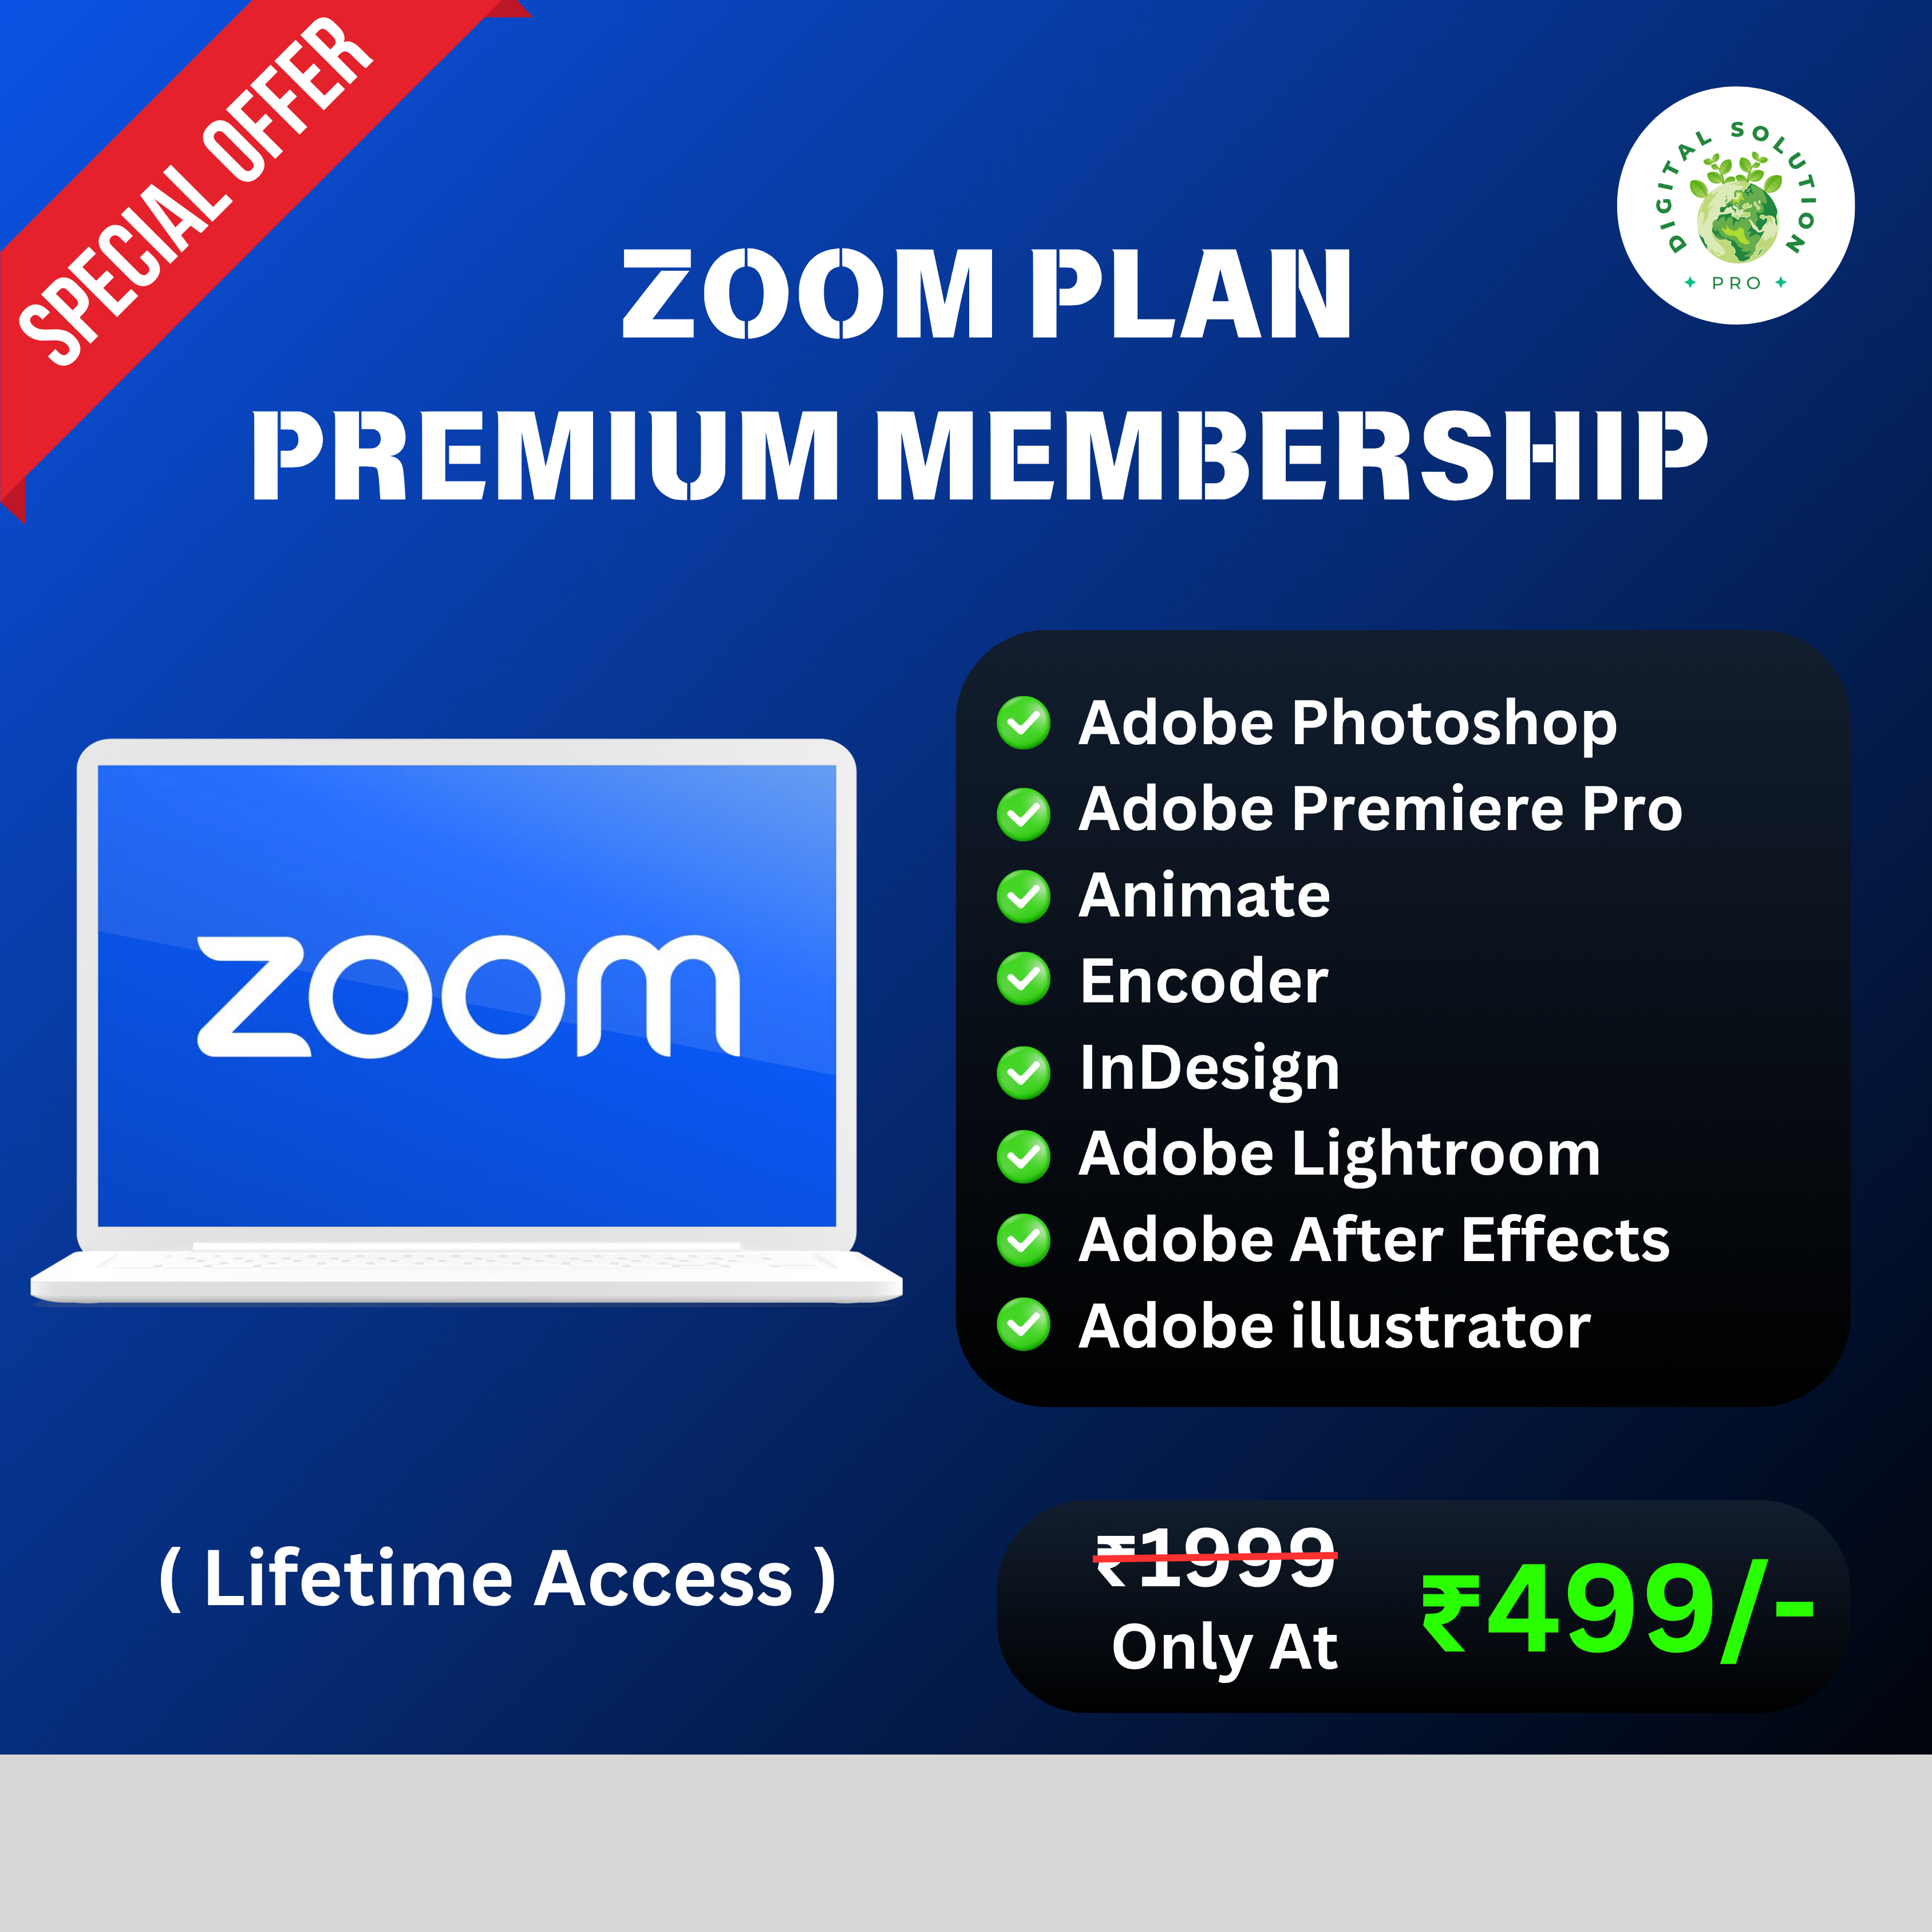 SPECIAL OFFER
DIGITAL SOLUTION
PRO
ZOOM PLAN
PREMIUM MEMBERSHIP
zoom
Adobe Photoshop
Adobe Premiere Pro
Animate
Encoder
InDesign
Adobe Lightroom
Adobe After Effects
Adobe illustrator
( Lifetime Access )
₹1999
Only At
₹499/-